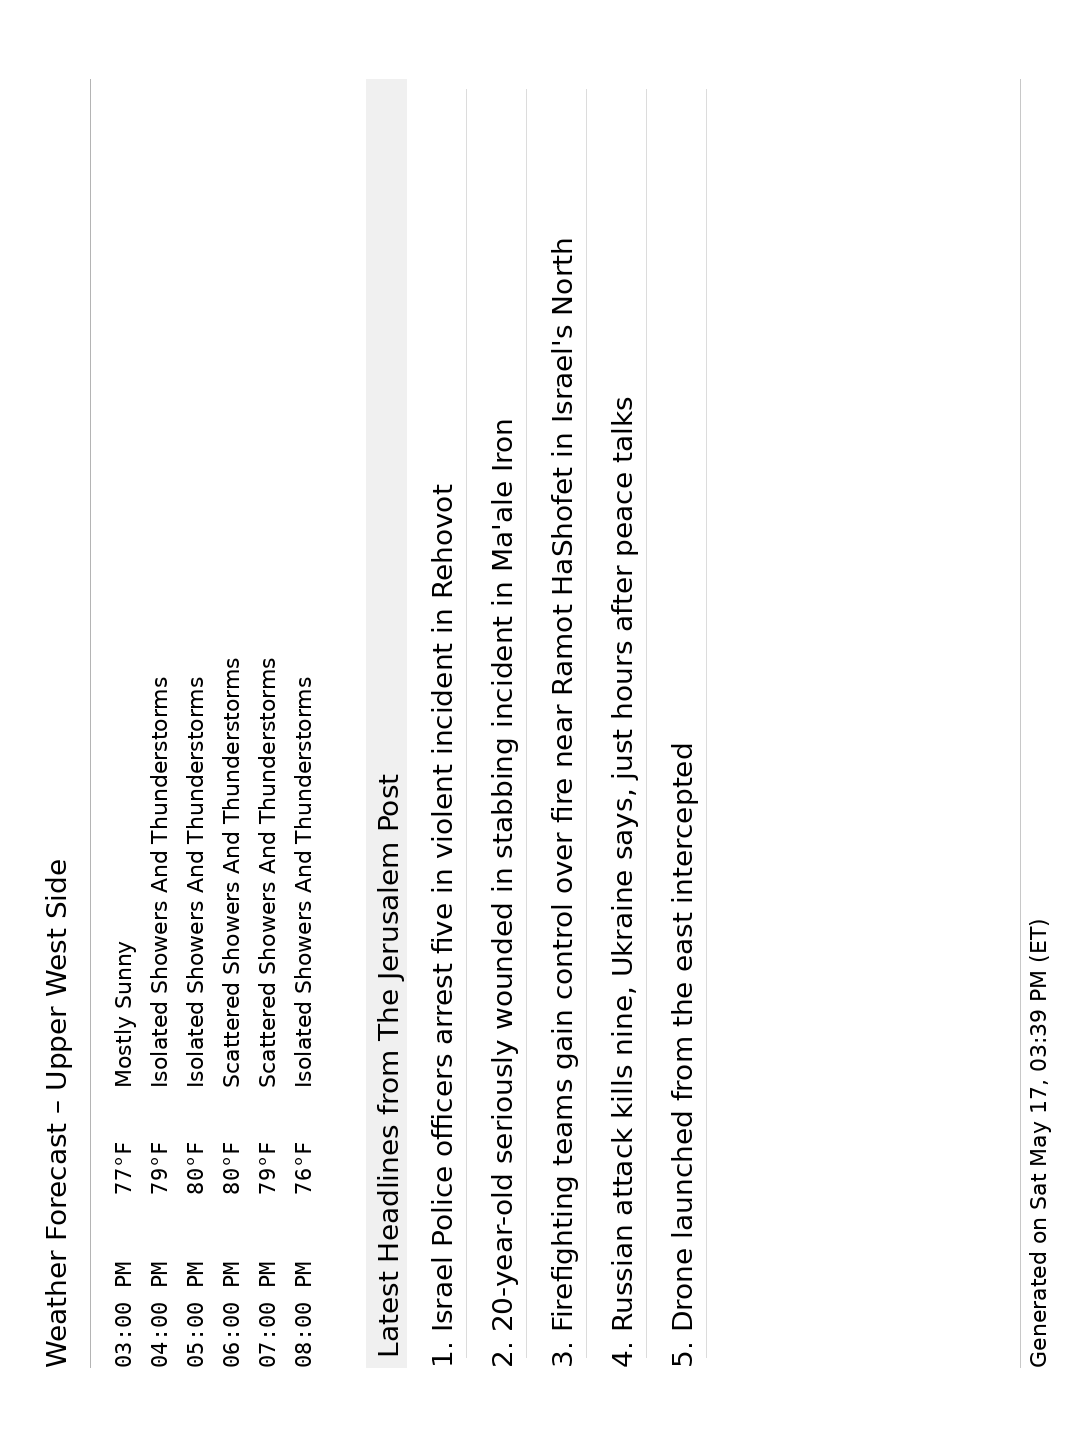 Weather Forecast – Upper West Side
03:00 PM 77°F Mostly Sunny
04:00 PM 79°F Isolated Showers And Thunderstorms
05:00 PM 80°F Isolated Showers And Thunderstorms
06:00 PM 80°F Scattered Showers And Thunderstorms
07:00 PM 79°F Scattered Showers And Thunderstorms
08:00 PM 76°F Isolated Showers And Thunderstorms
Latest Headlines from The Jerusalem Post
1. Israel Police officers arrest five in violent incident in Rehovot
2. 20-year-old seriously wounded in stabbing incident in Ma'ale Iron
3. Firefighting teams gain control over fire near Ramot HaShofet in Israel's North
4. Russian attack kills nine, Ukraine says, just hours after peace talks
5. Drone launched from the east intercepted
Generated on Sat May 17, 03:39 PM (ET)